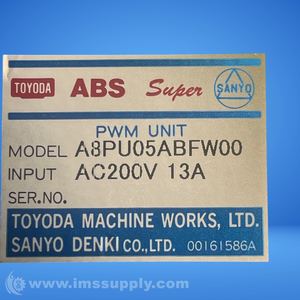 TOYODA ABS Super SANYO
PWM UNIT
MODEL A8PU05ABFW00
INPUT AC200V 13A
SER.NO.
TOYODA MACHINE WORKS, LTD.
SANYO DENKI CO., LTD. 00161586A
www.imssupply.com